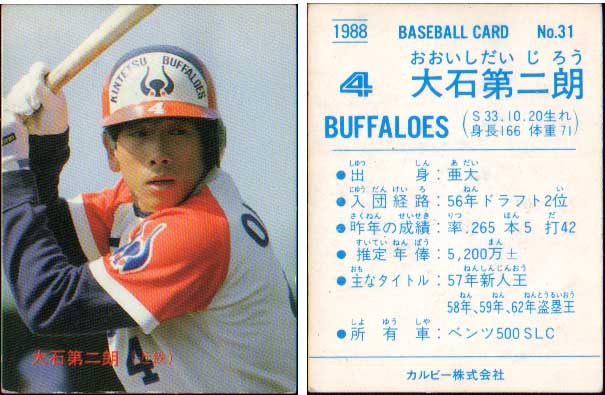 KINTETSU BUFFALOES
4
4
大石第二朗(近鉄)
1988 BASEBALL CARD No.31
おおいしだいじろう
4 大石第二朗
BUFFALOES (S33.10.20生れ
身長166 体重71)
しゅつ しん あだい
●出身:亜大
じゅうだんけいろ ねん い
●入団経路:56年ドラフト2位
さくねん せいせき りつ ほん だ
●昨年の成績:率.265 本5 打42
すいていねんぽう まん
●推定年俸:5,200万±
おも ねんしんじんおう
●主なタイトル:57年新人王
ねん ねん ねんとうるいおう
58年、59年、62年盗塁王
しょゆうしゃ
●所有車:ベンツ500SLC
カルビー株式会社